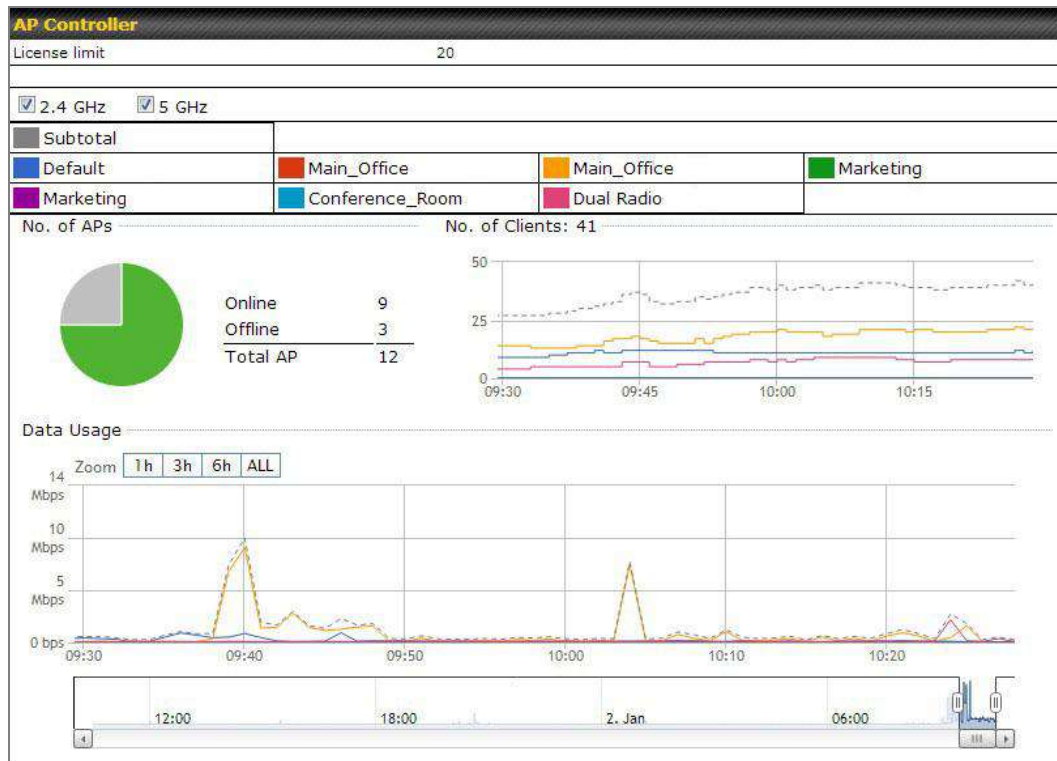 AP Controller
License limit 20
2.4 GHz 5 GHz
Subtotal
Default Main_Office Main_Office Marketing
Marketing Conference_Room Dual Radio
No. of APs No. of Clients: 41
Online 9
Offline 3
Total AP 12
50
25
0
09:30 09:45 10:00 10:15
Data Usage
Zoom 1h 3h 6h ALL
14
Mbps
10
Mbps
5
Mbps
0 bps
09:30 09:40 09:50 10:00 10:10 10:20
12:00 18:00 2. Jan 06:00